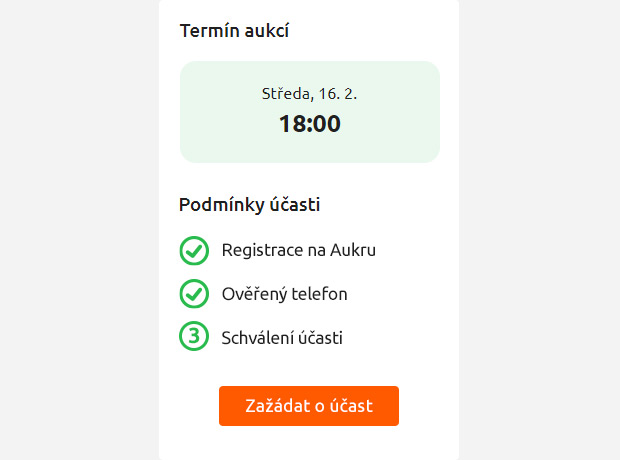 Termín aukcí
Středa, 16. 2.
18:00
Podmínky účasti
Registrace na Aukru
Ověřený telefon
3 Schválení účasti
Zažádat o účast